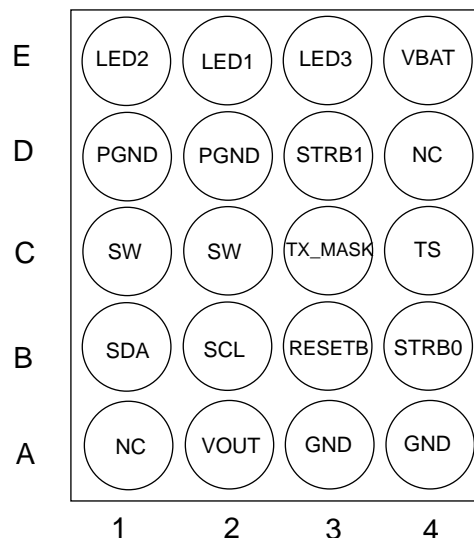 E LED2 LED1 LED3 VBAT
D PGND PGND STRB1 NC
C SW SW TX_MASK TS
B SDA SCL RESETB STRB0
A NC VOUT GND GND
1 2 3 4